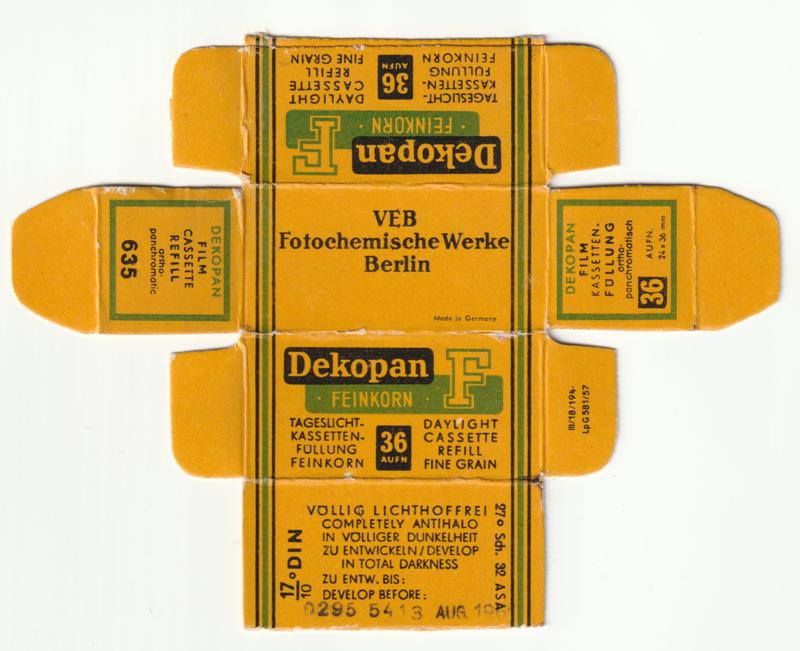 TAGESLICHT-
KASSETTEN-
FÜLLUNG
FEINKORN
36
AUFN
DAYLIGHT
CASSETTE
REFILL
FINE GRAIN
Dekopan F
· FEINKORN ·
DEKOPAN
FILM
CASSETTE
REFILL
ortho-
panchromatic
635
VEB
Fotochemische Werke
Berlin
Made in Germany
DEKOPAN
FILM
KASSETTEN-
FÜLLUNG
ortho-
panchromatisch
36 AUFN.
24 x 36 mm
Dekopan F
· FEINKORN ·
TAGESLICHT-
KASSETTEN-
FÜLLUNG
FEINKORN
36
AUFN
DAYLIGHT
CASSETTE
REFILL
FINE GRAIN
III/18/194-
Lp G 581/57
VÖLLIG LICHTHOFFREI
COMPLETELY ANTIHALO
IN VÖLLIGER DUNKELHEIT
ZU ENTWICKELN/DEVELOP
IN TOTAL DARKNESS
ZU ENTW. BIS:
DEVELOP BEFORE:
0295 5413 AUG.
17/10° DIN
27° Sch. 32 ASA